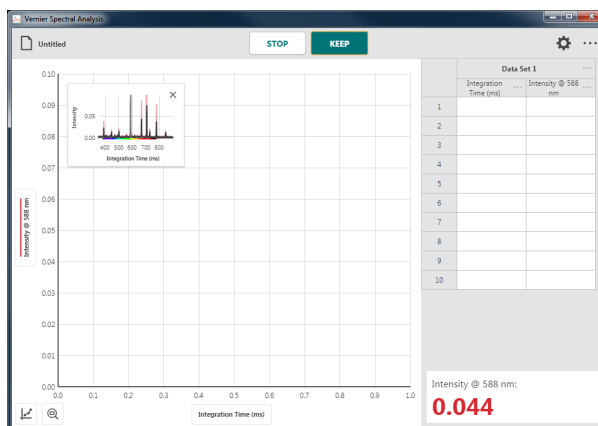 Vernier Spectral Analysis
Untitled
STOP
KEEP
...
0.10
0.09
0.08
0.07
0.06
0.05
0.04
0.03
0.02
0.01
0.00
Intensity @ 588 nm
0.0 0.1 0.2 0.3 0.4 0.5 0.6 0.7 0.8 0.9 1.0
Integration Time (ms)
Intensity
0.05
0.00
400 500 600 700 800
Integration Time (ms)
Data Set 1 ...
Integration Time (ms) ... Intensity @ 588 nm ...
1
2
3
4
5
6
7
8
9
10
Intensity @ 588 nm:
0.044